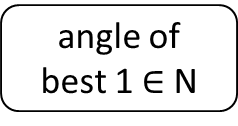 angle of
best 1 ∈ N